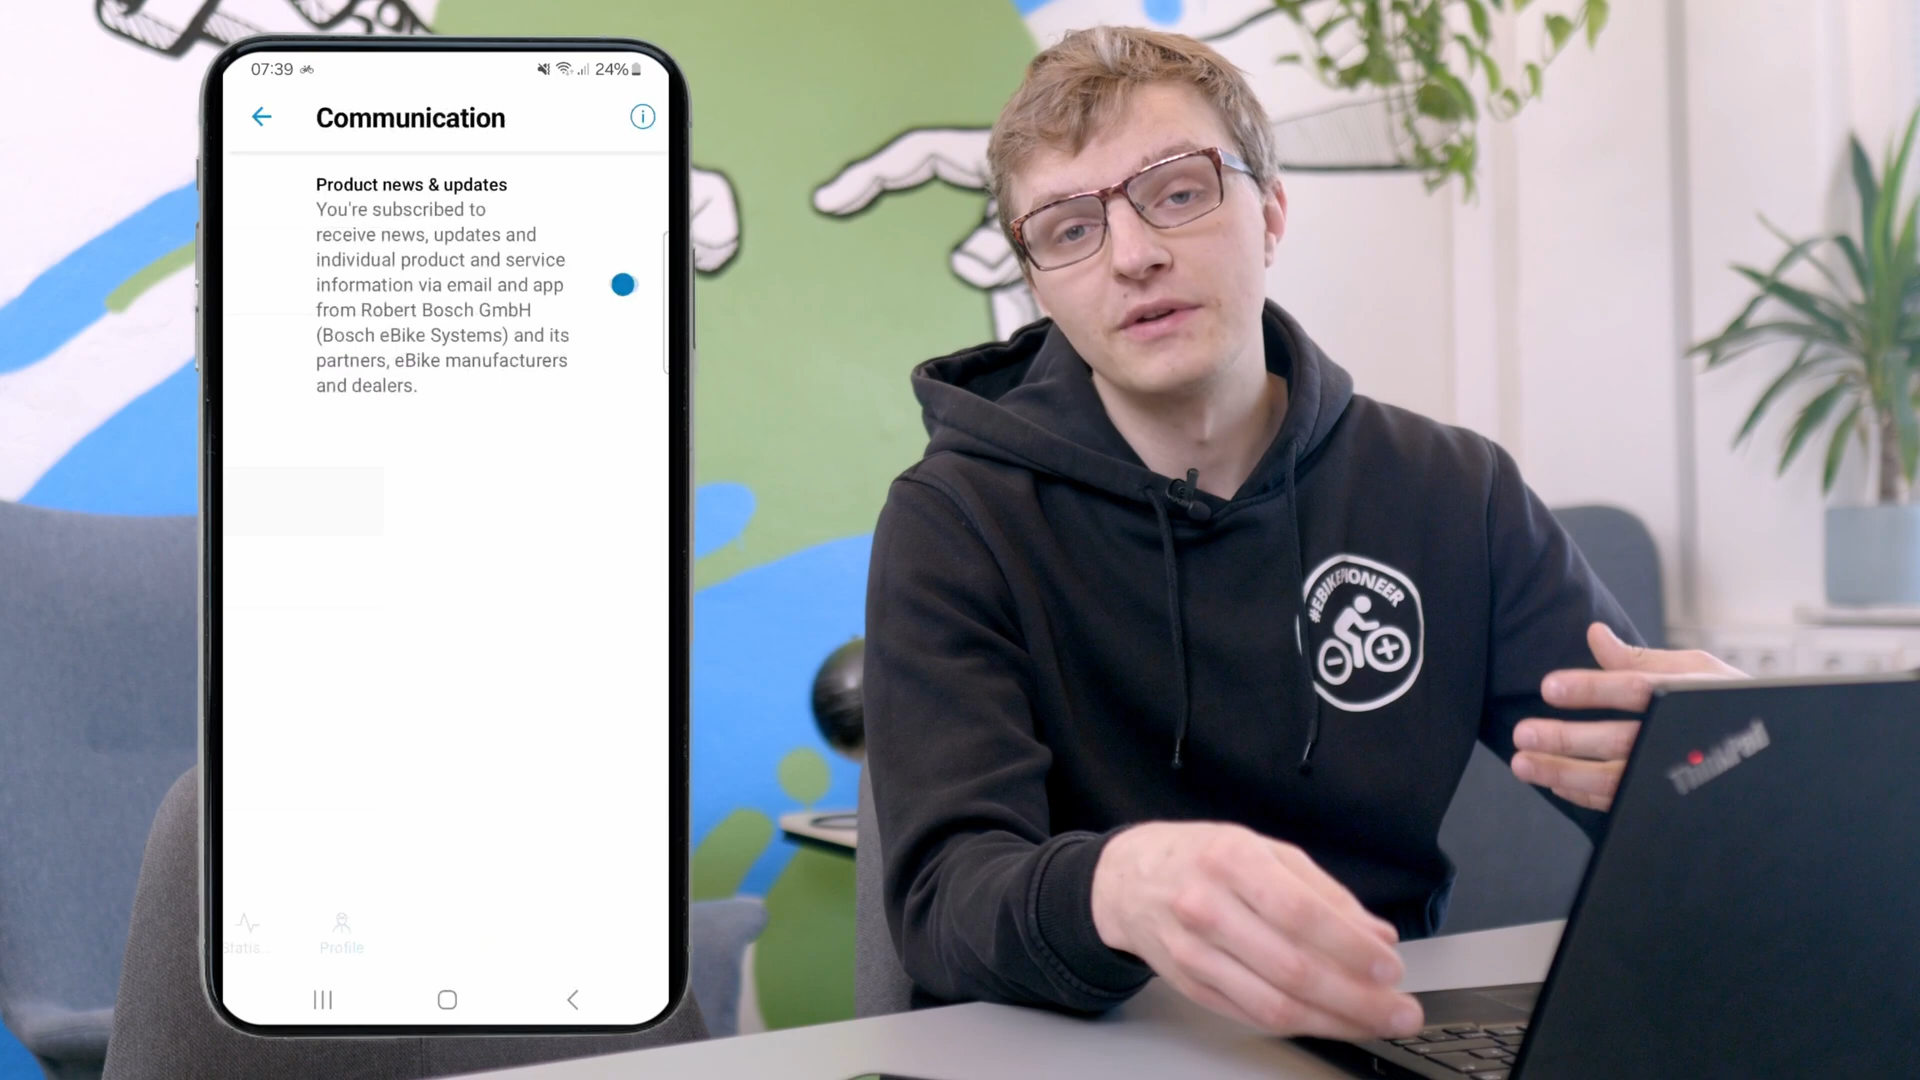 07:39
24%
Communication
Product news & updates
You're subscribed to
receive news, updates and
individual product and service
information via email and app
from Robert Bosch GmbH
(Bosch eBike Systems) and its
partners, eBike manufacturers
and dealers.
Statis...
Profile
#EBIKEPIONEER
ThinkPad